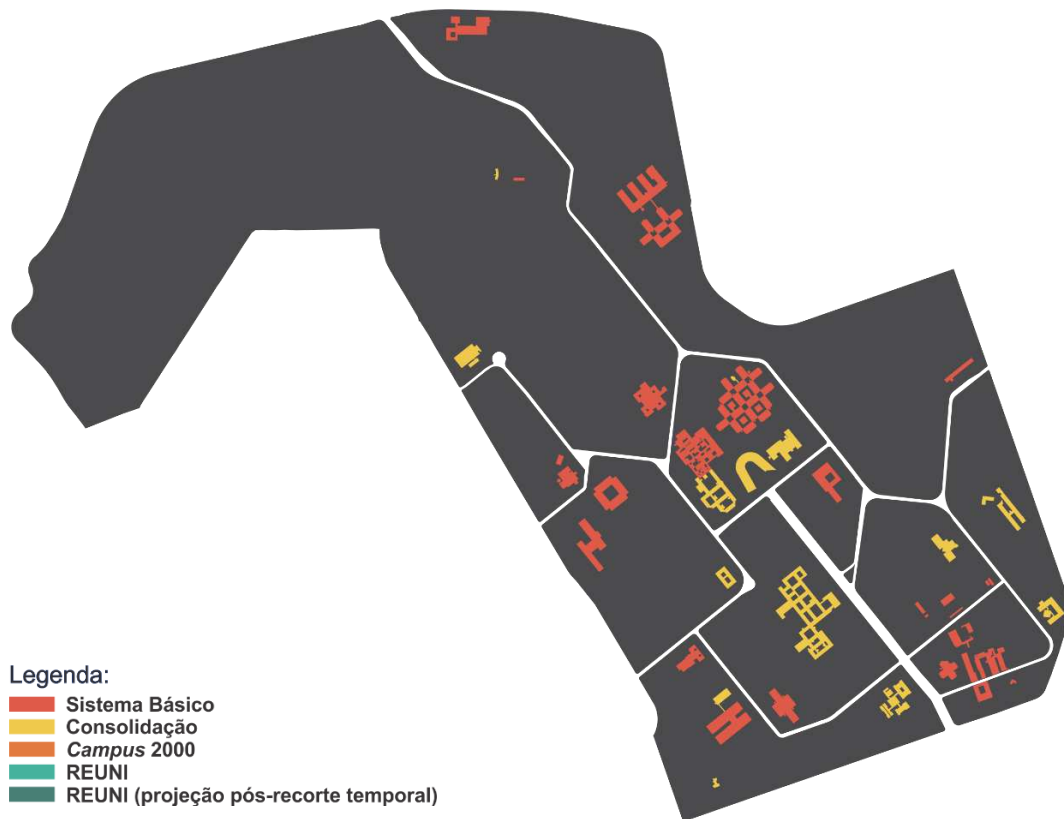 Legenda:
Sistema Básico
Consolidação
Campus 2000
REUNI
REUNI (projeção pós-recorte temporal)